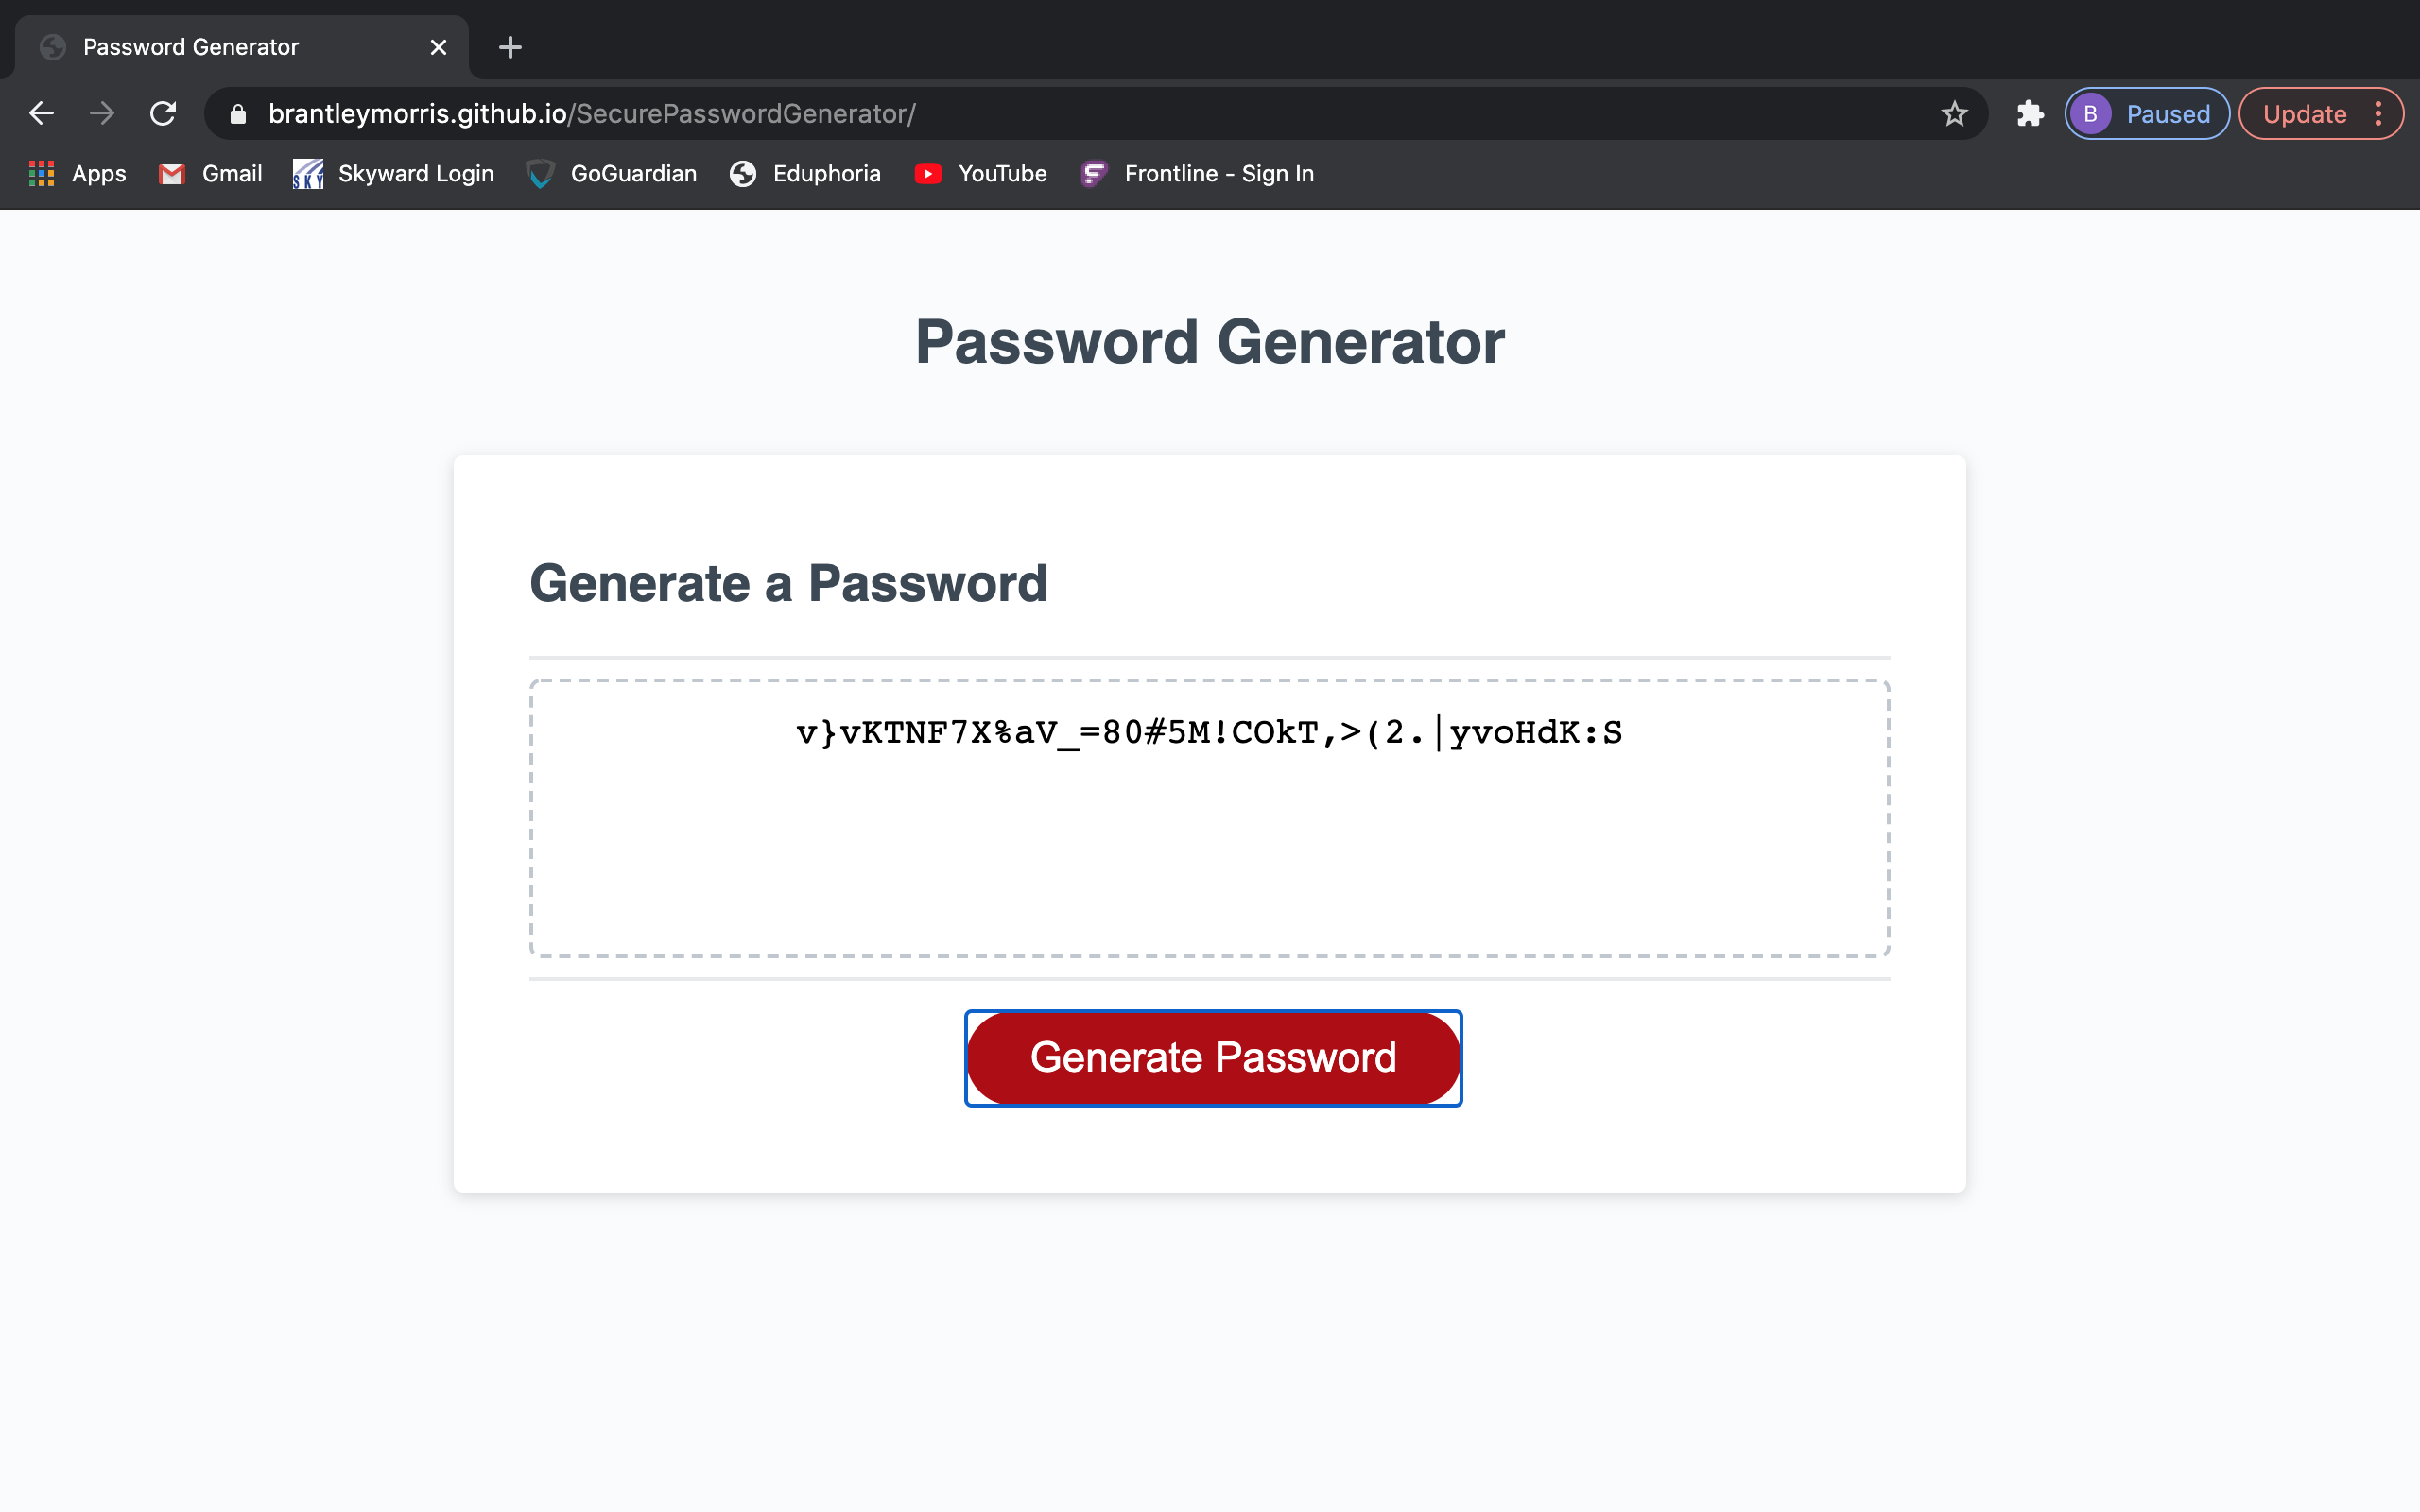 Password Generator
brantleymorris.github.io/SecurePasswordGenerator/
B Paused Update
Apps Gmail SKY Skyward Login GoGuardian Eduphoria YouTube Frontline - Sign In
Password Generator
Generate a Password
v}vKTNF7X%aV_=80#5M!COkT,>(2.|yvoHdK:S
Generate Password